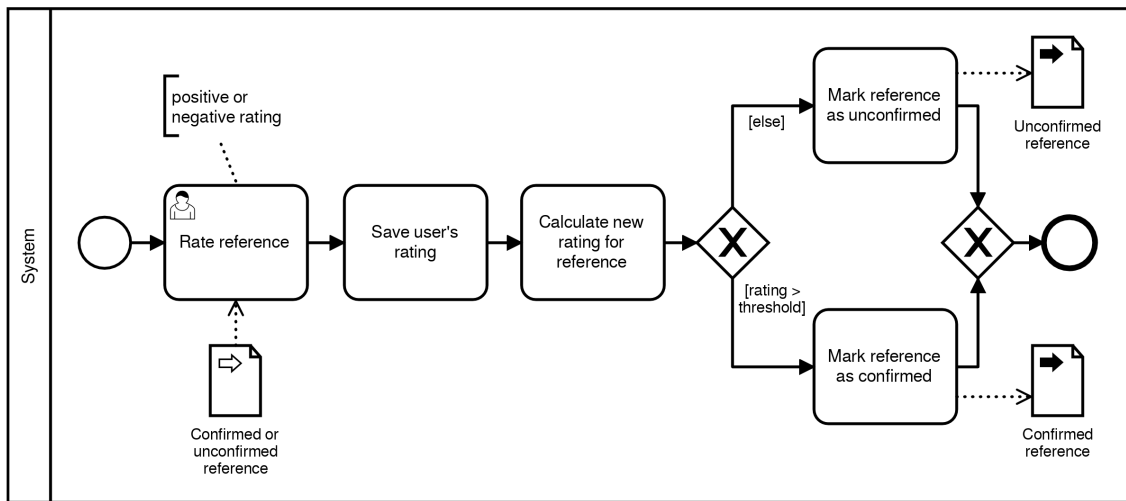 System
positive or
negative rating
Rate reference
Confirmed or
unconfirmed
reference
Save user's
rating
Calculate new
rating for
reference
[else]
[rating >
threshold]
Mark reference
as unconfirmed
Unconfirmed
reference
Mark reference
as confirmed
Confirmed
reference